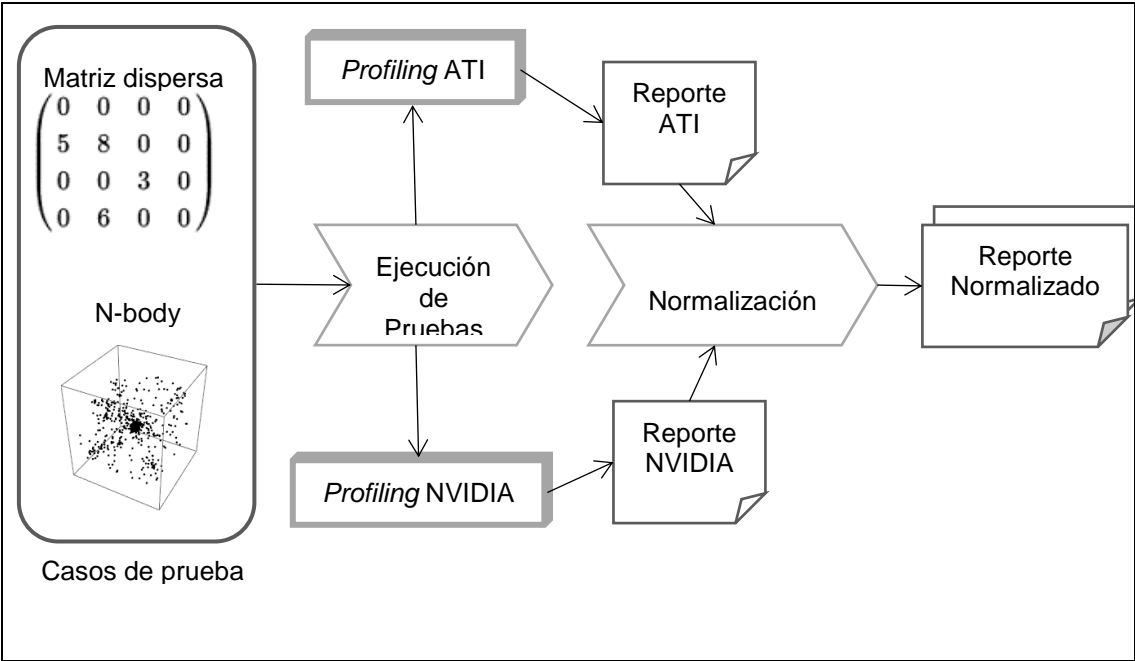 Matriz dispersa
0 0 0 0
5 8 0 0
0 0 3 0
0 6 0 0
N-body
Casos de prueba
Profiling ATI
Reporte
ATI
Ejecución
de
Pruebas
Normalización
Reporte
Normalizado
Profiling NVIDIA
Reporte
NVIDIA